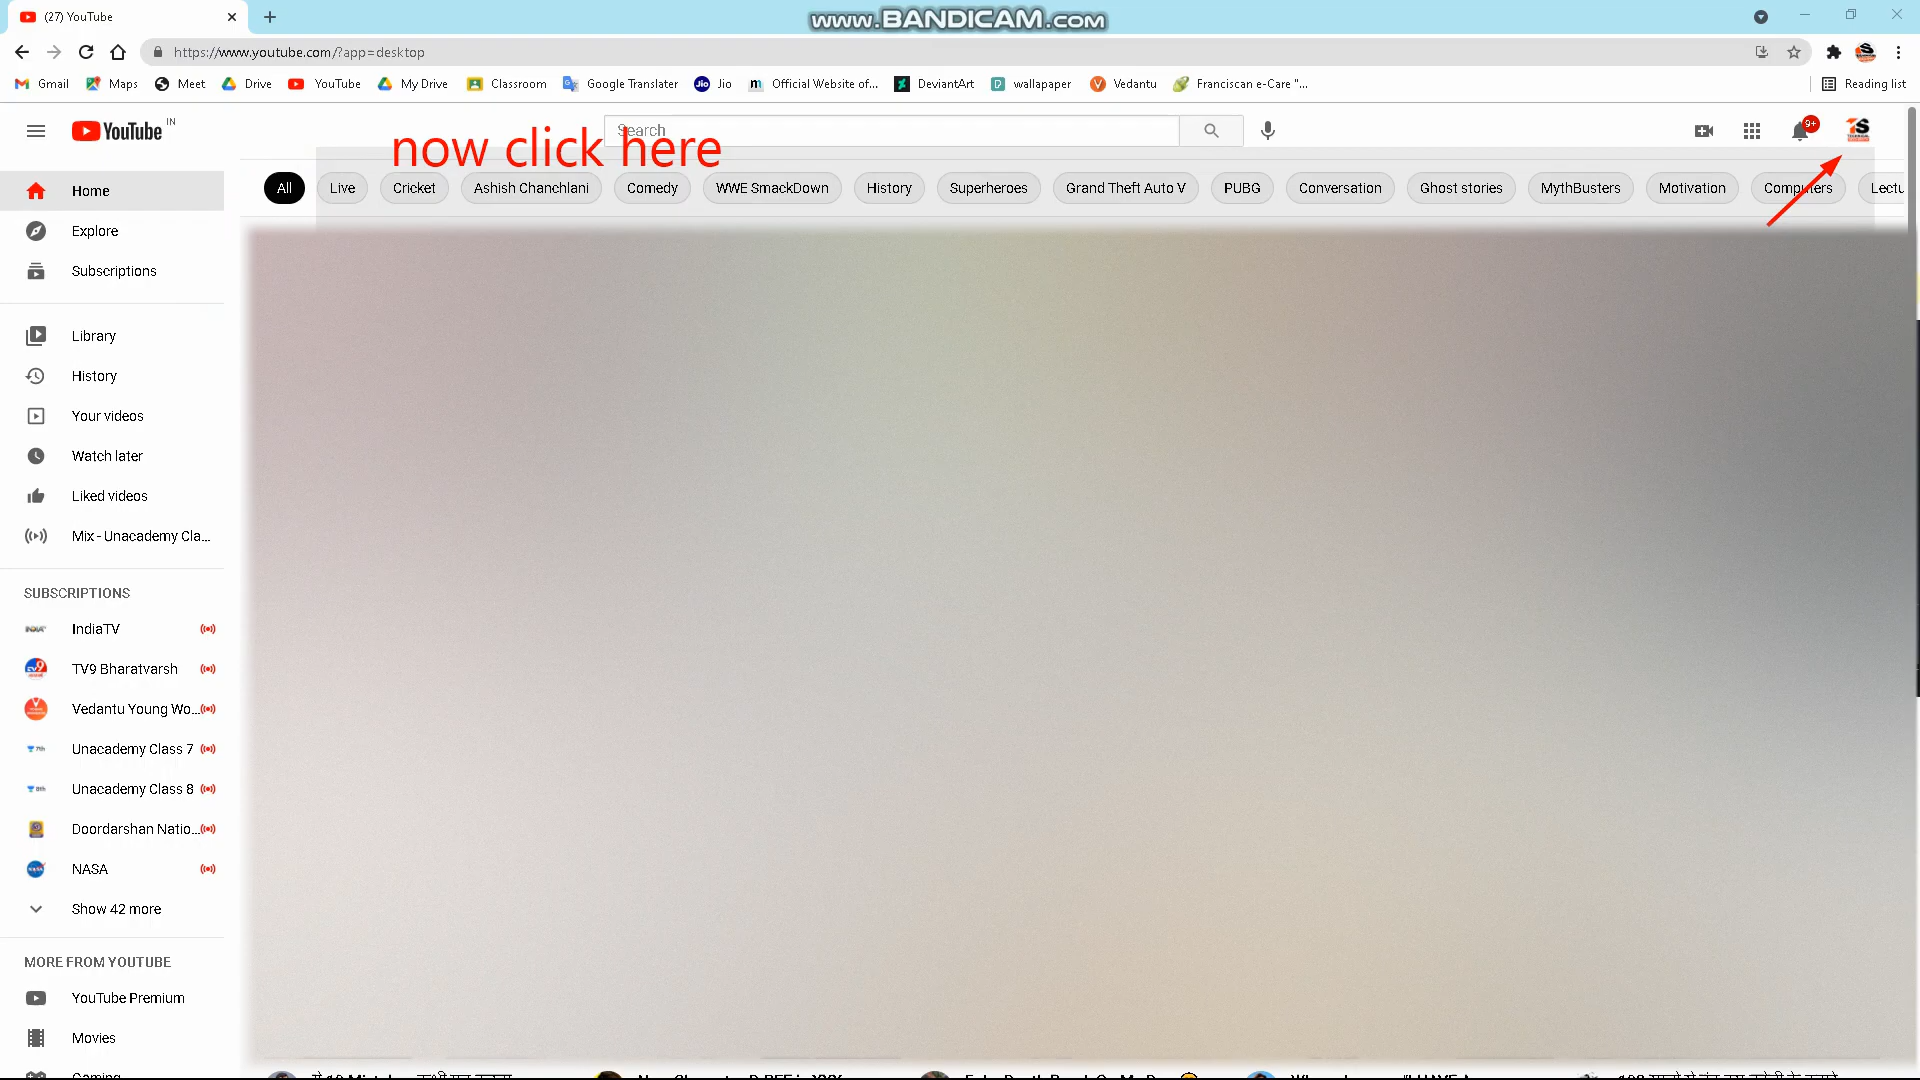 (27) YouTube
www.BANDICAM.com
https://www.youtube.com/?app=desktop
Gmail Maps Meet Drive YouTube My Drive Classroom Google Translater Jio Official Website of... DeviantArt wallapaper Vedantu Franciscan e-Care "... Reading list
YouTube IN
Search
9+
now click here
All Live Cricket Ashish Chanchlani Comedy WWE SmackDown History Superheroes Grand Theft Auto V PUBG Conversation Ghost stories MythBusters Motivation Computers Lectu
Home
Explore
Subscriptions
Library
History
Your videos
Watch later
Liked videos
Mix - Unacademy Cla...
SUBSCRIPTIONS
IndiaTV
TV9 Bharatvarsh
Vedantu Young Wo...
Unacademy Class 7
Unacademy Class 8
Doordarshan Natio...
NASA
Show 42 more
MORE FROM YOUTUBE
YouTube Premium
Movies
Gaming